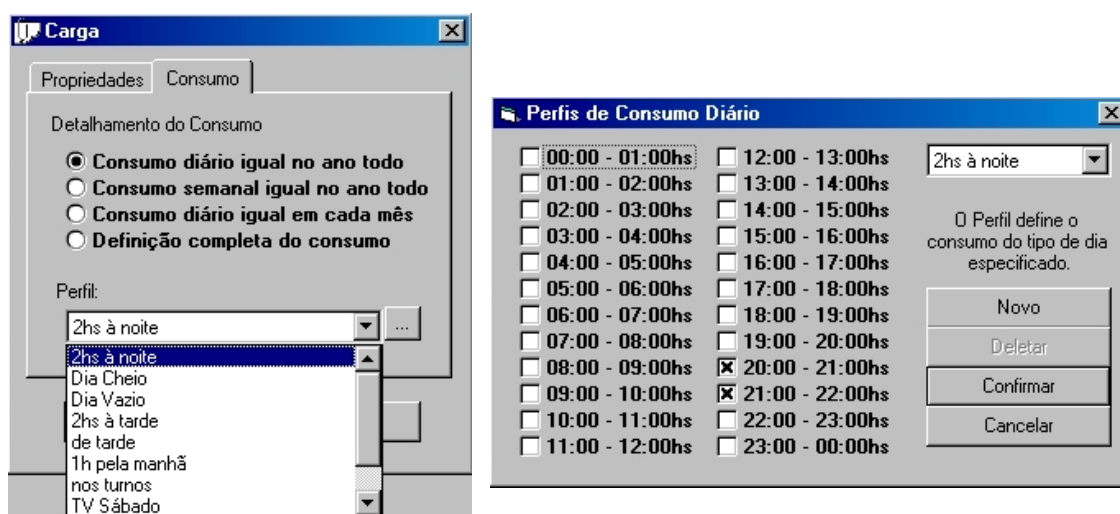 Carga
Propriedades
Consumo
Detalhamento do Consumo
Consumo diário igual no ano todo
Consumo semanal igual no ano todo
Consumo diário igual em cada mês
Definição completa do consumo
Perfil:
2hs à noite
...
2hs à noite
Dia Cheio
Dia Vazio
2hs à tarde
de tarde
1h pela manhã
nos turnos
TV Sábado
Perfis de Consumo Diário
00:00 - 01:00hs
01:00 - 02:00hs
02:00 - 03:00hs
03:00 - 04:00hs
04:00 - 05:00hs
05:00 - 06:00hs
06:00 - 07:00hs
07:00 - 08:00hs
08:00 - 09:00hs
09:00 - 10:00hs
10:00 - 11:00hs
11:00 - 12:00hs
12:00 - 13:00hs
13:00 - 14:00hs
14:00 - 15:00hs
15:00 - 16:00hs
16:00 - 17:00hs
17:00 - 18:00hs
18:00 - 19:00hs
19:00 - 20:00hs
20:00 - 21:00hs
21:00 - 22:00hs
22:00 - 23:00hs
23:00 - 00:00hs
2hs à noite
O Perfil define o
consumo do tipo de dia
especificado.
Novo
Deletar
Confirmar
Cancelar